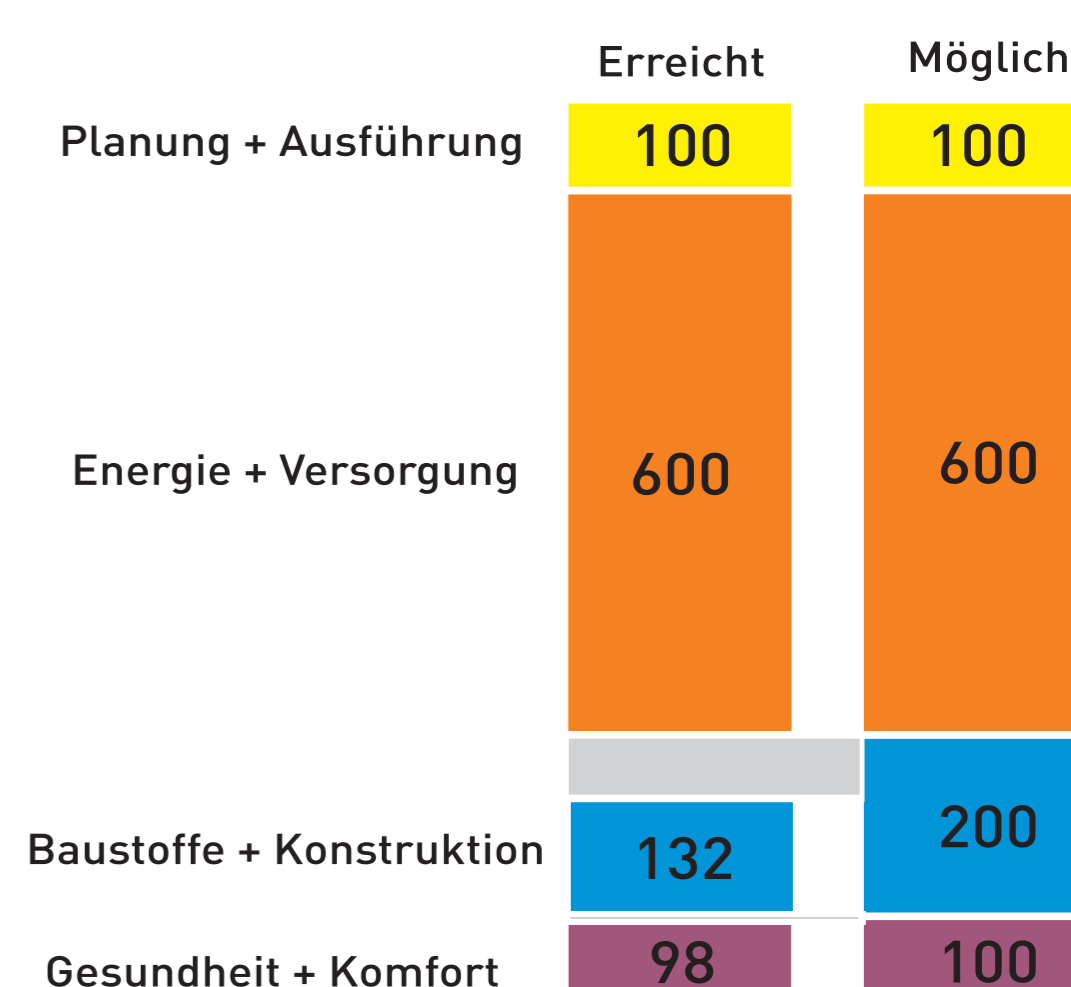 Erreicht Möglich
Planung + Ausführung 100 100
Energie + Versorgung 600 600
Baustoffe + Konstruktion 132 200
Gesundheit + Komfort 98 100